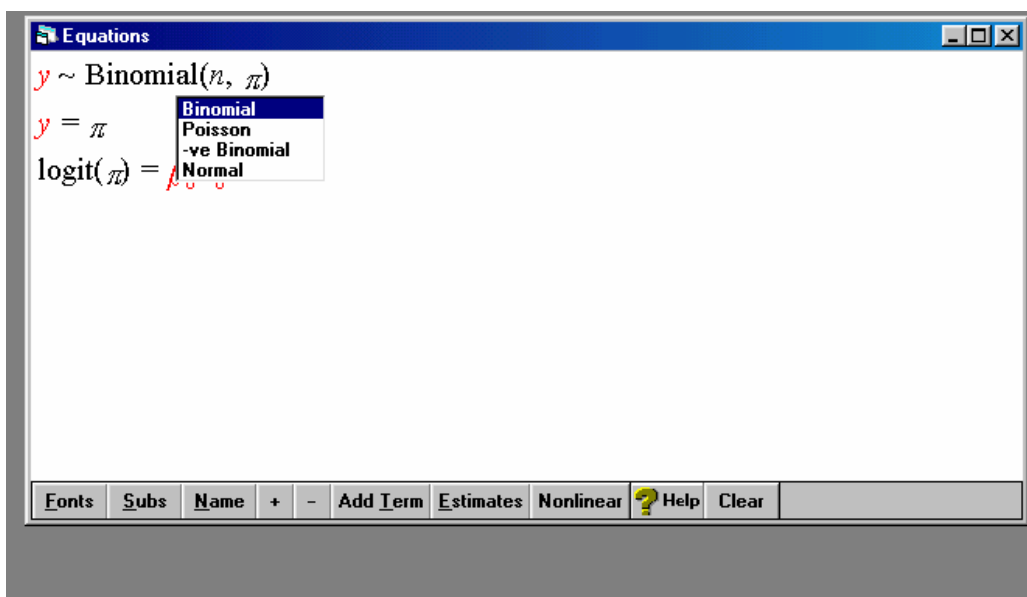 Equations
y ~ Binomial(n, π)
Binomial
y = π
Poisson
-ve Binomial
logit( π) =
Normal
Fonts Subs Name + - Add Term Estimates Nonlinear ? Help Clear